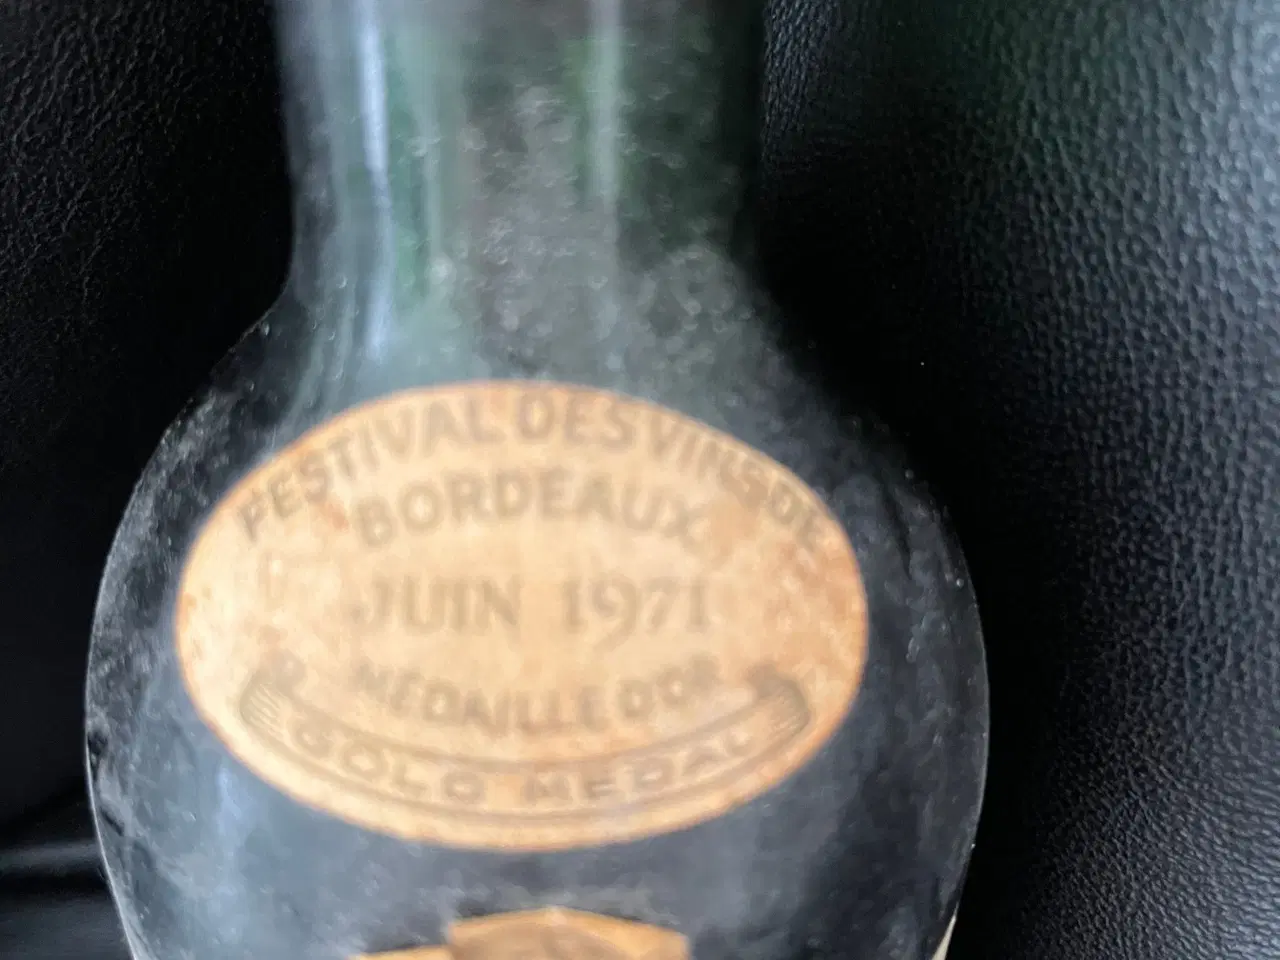 FESTIVAL DES VINS DE
BORDEAUX
JUIN 1971
MEDAILLE D'OR
GOLD MEDAL